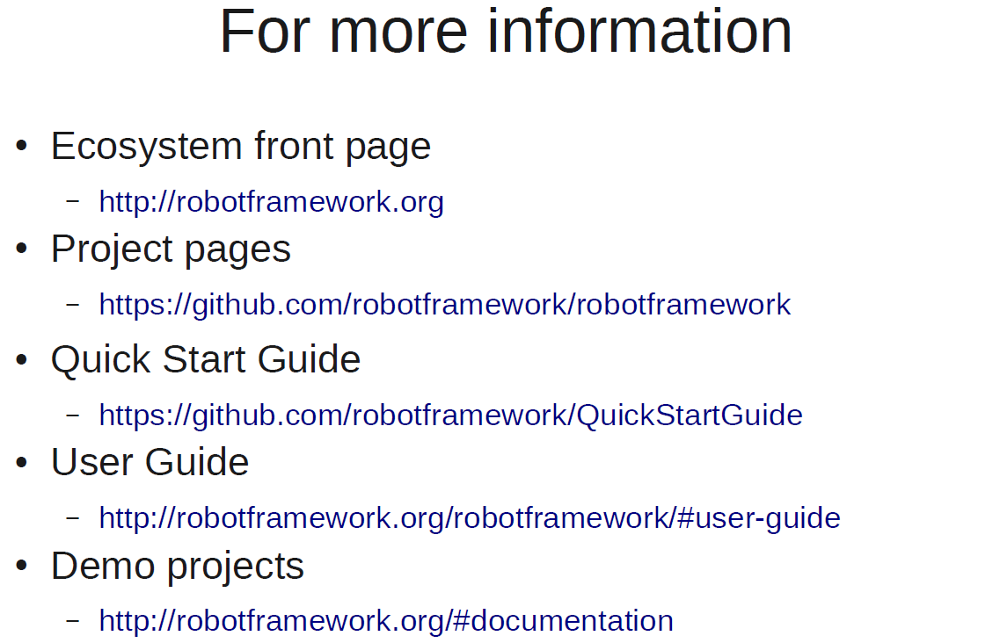 For more information
• Ecosystem front page
– http://robotframework.org
• Project pages
– https://github.com/robotframework/robotframework
• Quick Start Guide
– https://github.com/robotframework/QuickStartGuide
• User Guide
– http://robotframework.org/robotframework/#user-guide
• Demo projects
– http://robotframework.org/#documentation